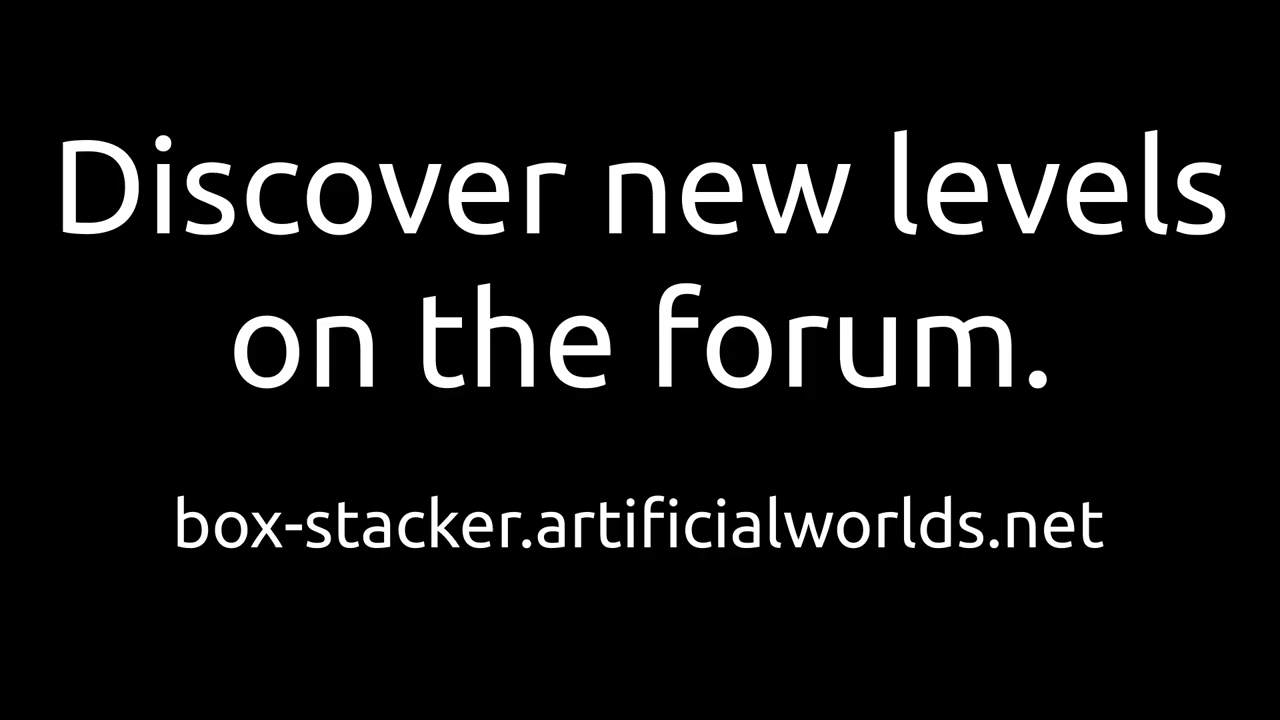 Discover new levels
on the forum.
box-stacker.artificialworlds.net